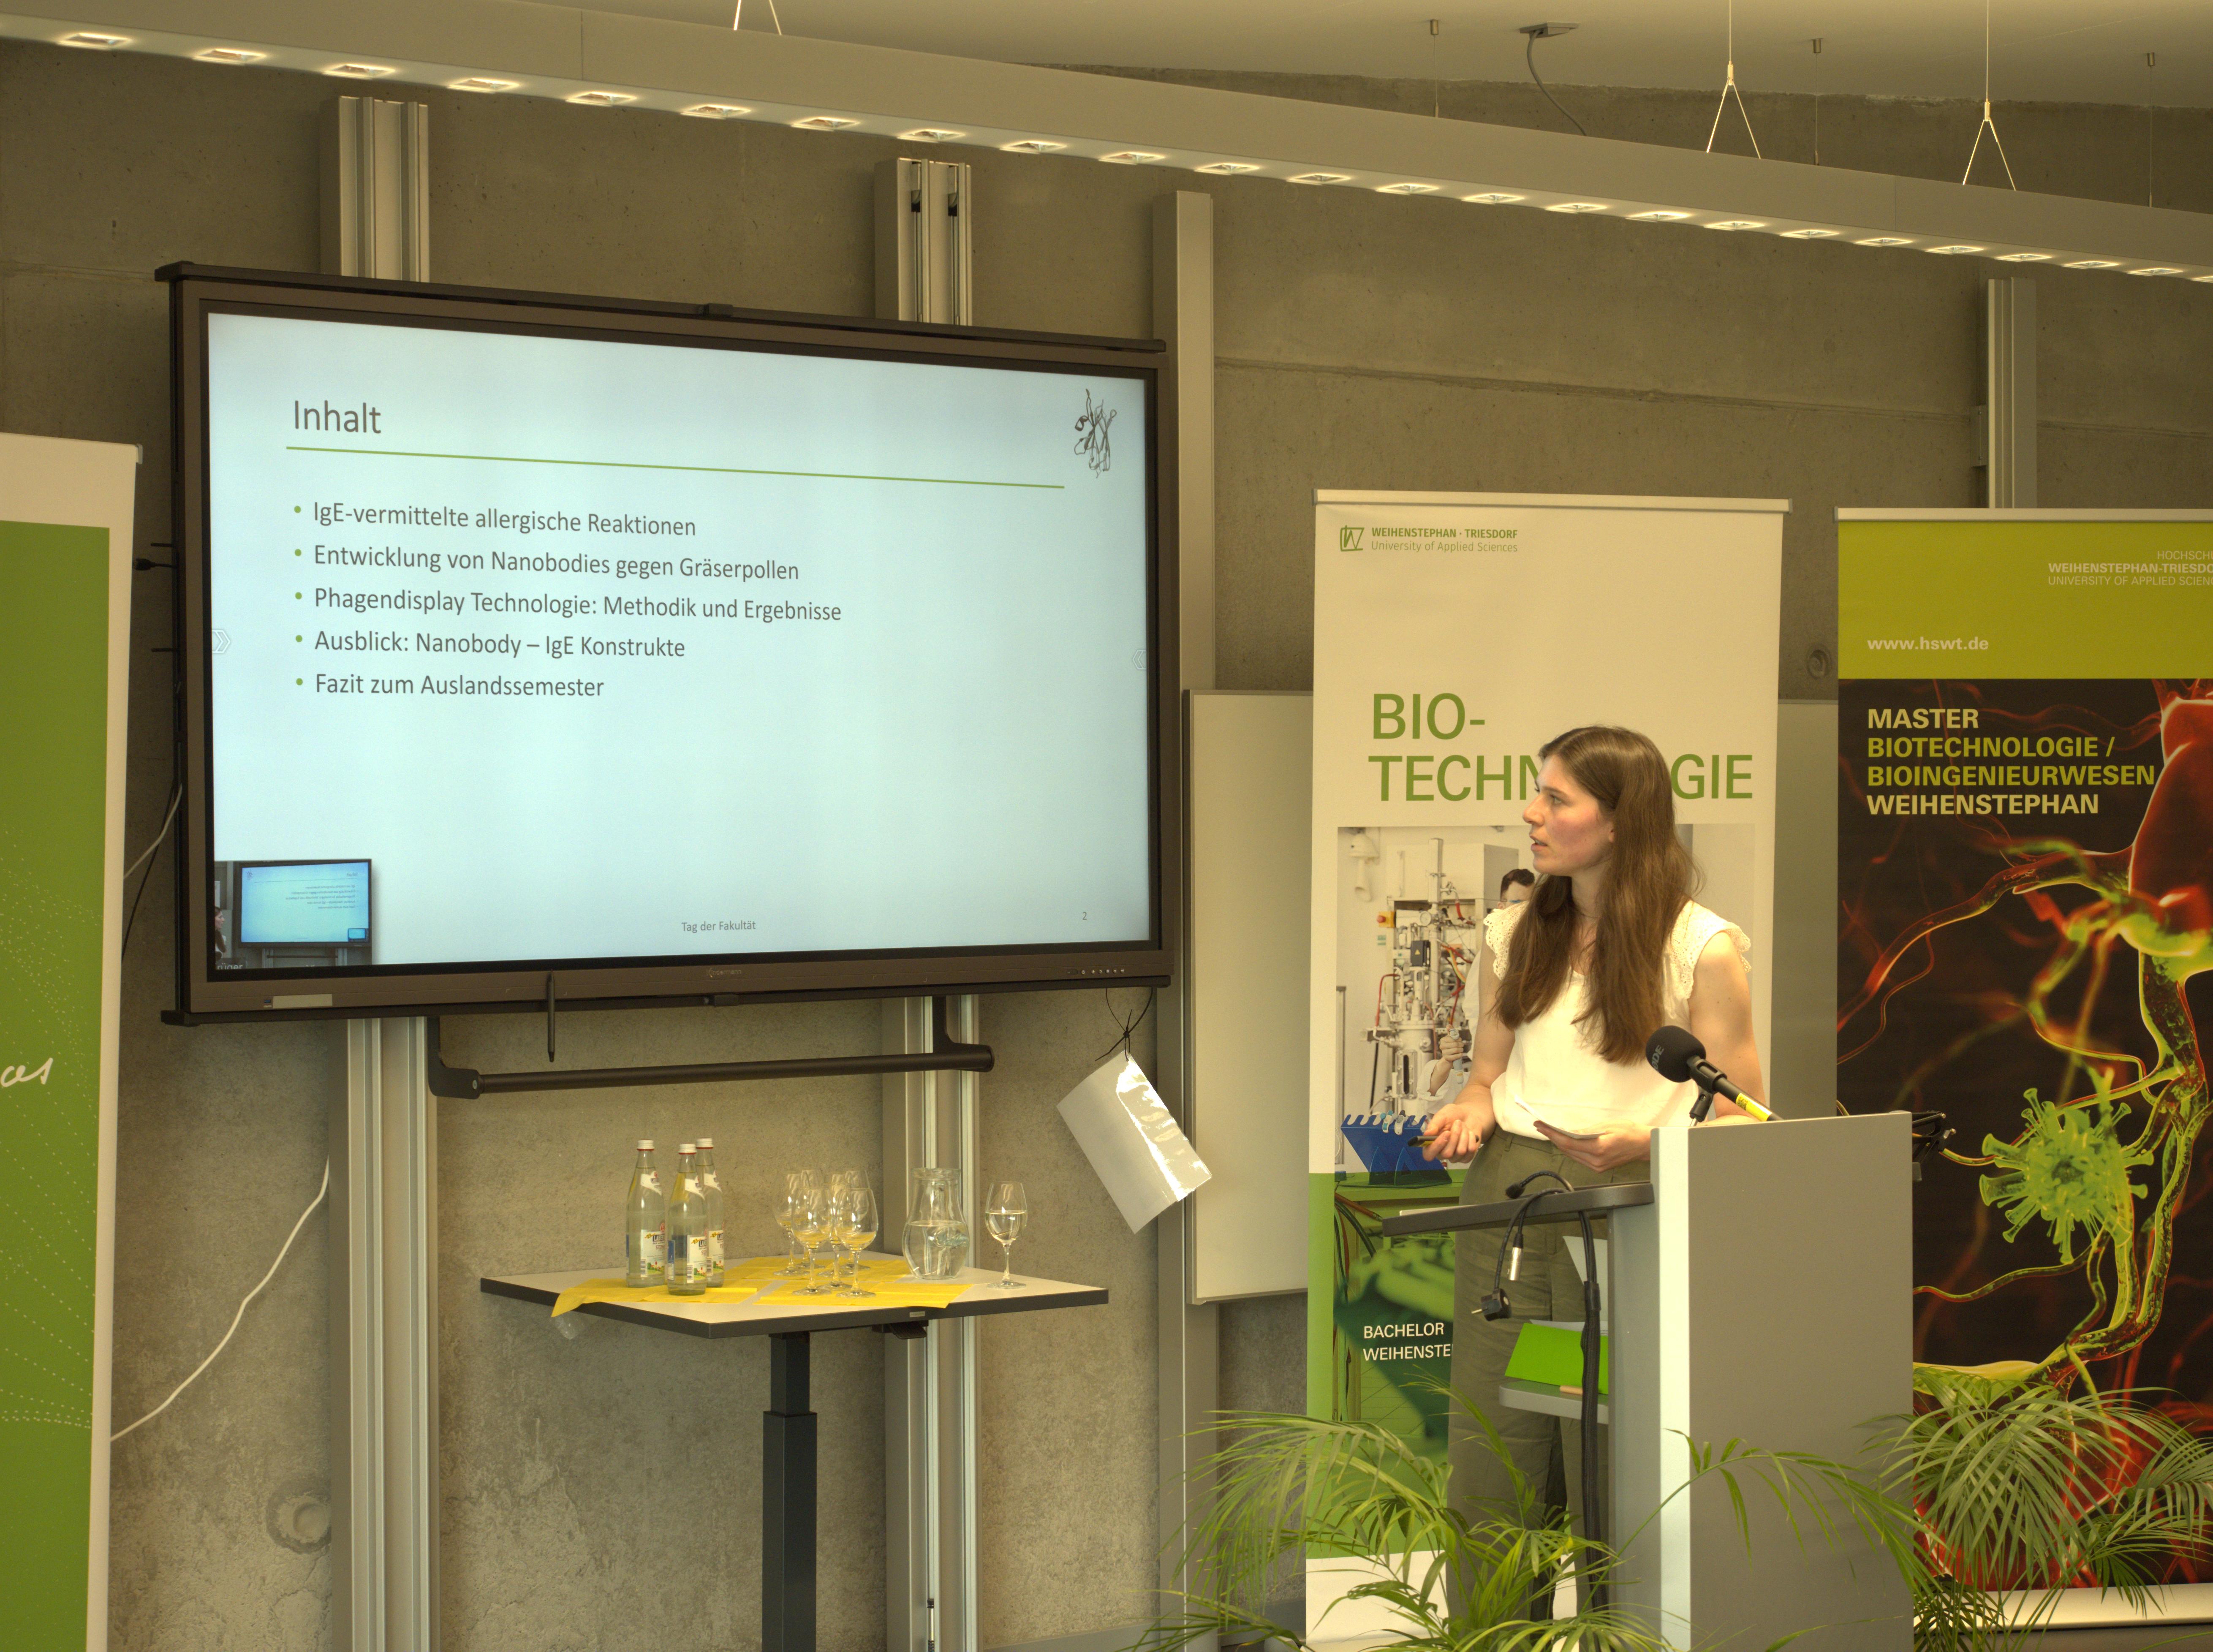 Inhalt
• IgE-vermittelte allergische Reaktionen
• Entwicklung von Nanobodies gegen Gräserpollen
• Phagendisplay Technologie: Methodik und Ergebnisse
• Ausblick: Nanobody – IgE Konstrukte
• Fazit zum Auslandssemester
Tag der Fakultät
2
WEIHENSTEPHAN · TRIESDORF
University of Applied Sciences
BIO-
TECHN GIE
BACHELOR
WEIHENSTE
HOCHSCH
WEIHENSTEPHAN-TRIESDO
UNIVERSITY OF APPLIED SCIENC
www.hswt.de
MASTER
BIOTECHNOLOGIE /
BIOINGENIEURWESEN
WEIHENSTEPHAN